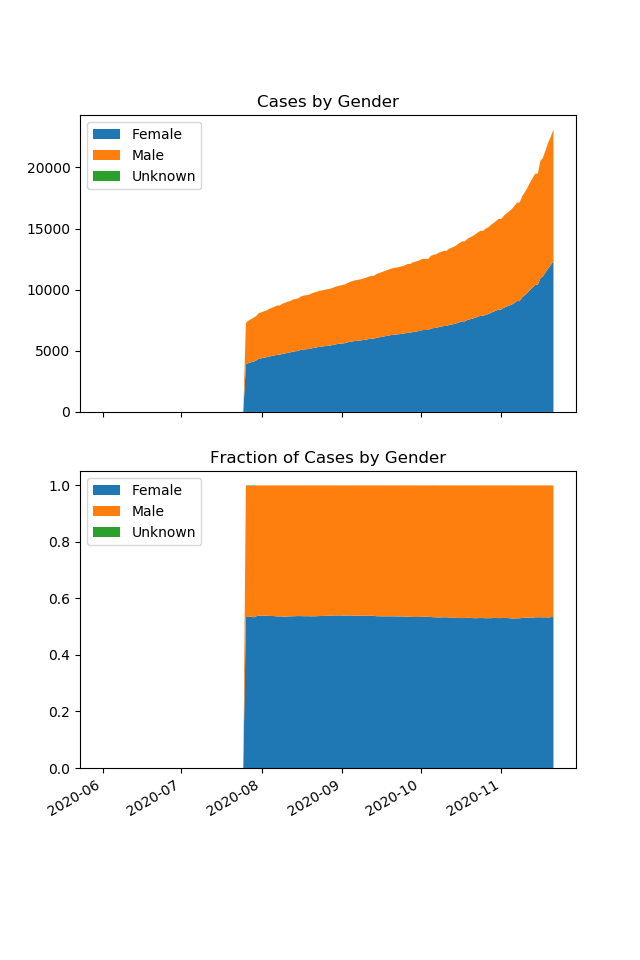 Cases by Gender
Female
Male
Unknown
20000
15000
10000
5000
0
Fraction of Cases by Gender
Female
Male
Unknown
1.0
0.8
0.6
0.4
0.2
0.0
2020-06 2020-07 2020-08 2020-09 2020-10 2020-11